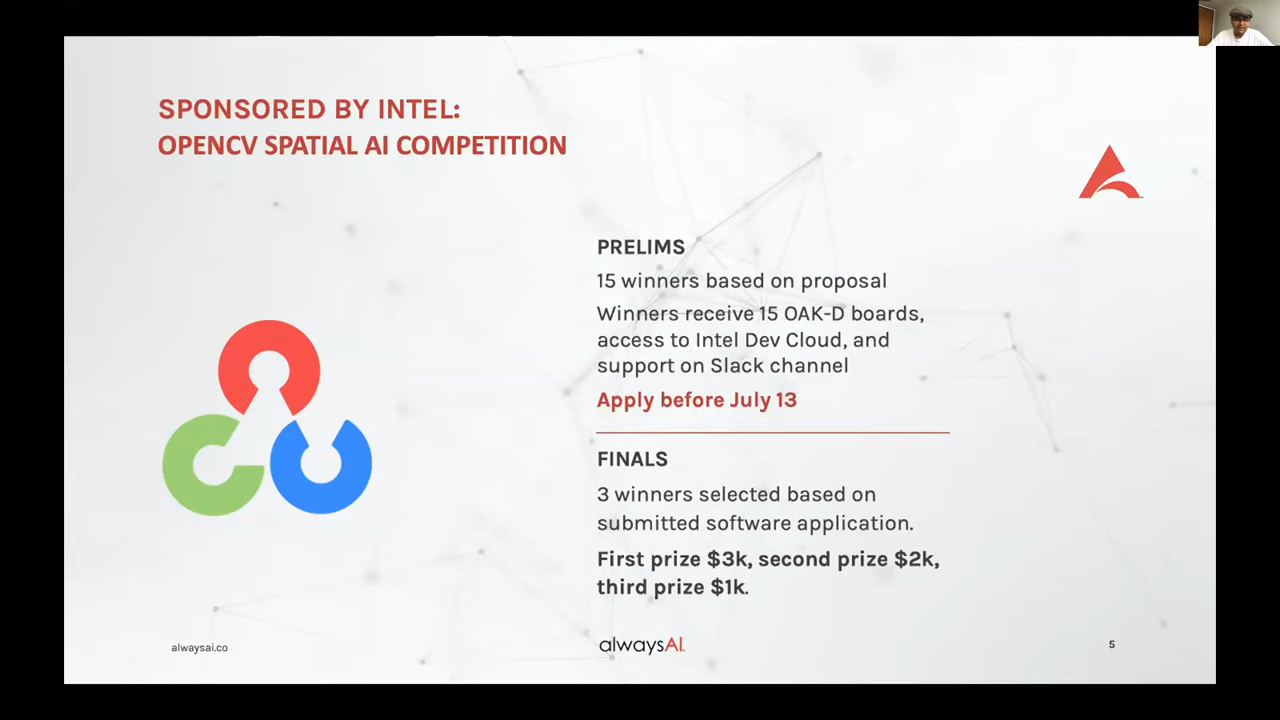 SPONSORED BY INTEL:
OPENCV SPATIAL AI COMPETITION
PRELIMS
15 winners based on proposal
Winners receive 15 OAK-D boards,
access to Intel Dev Cloud, and
support on Slack channel
Apply before July 13
FINALS
3 winners selected based on
submitted software application.
First prize $3k, second prize $2k,
third prize $1k.
alwaysai.co
alwaysAI
5